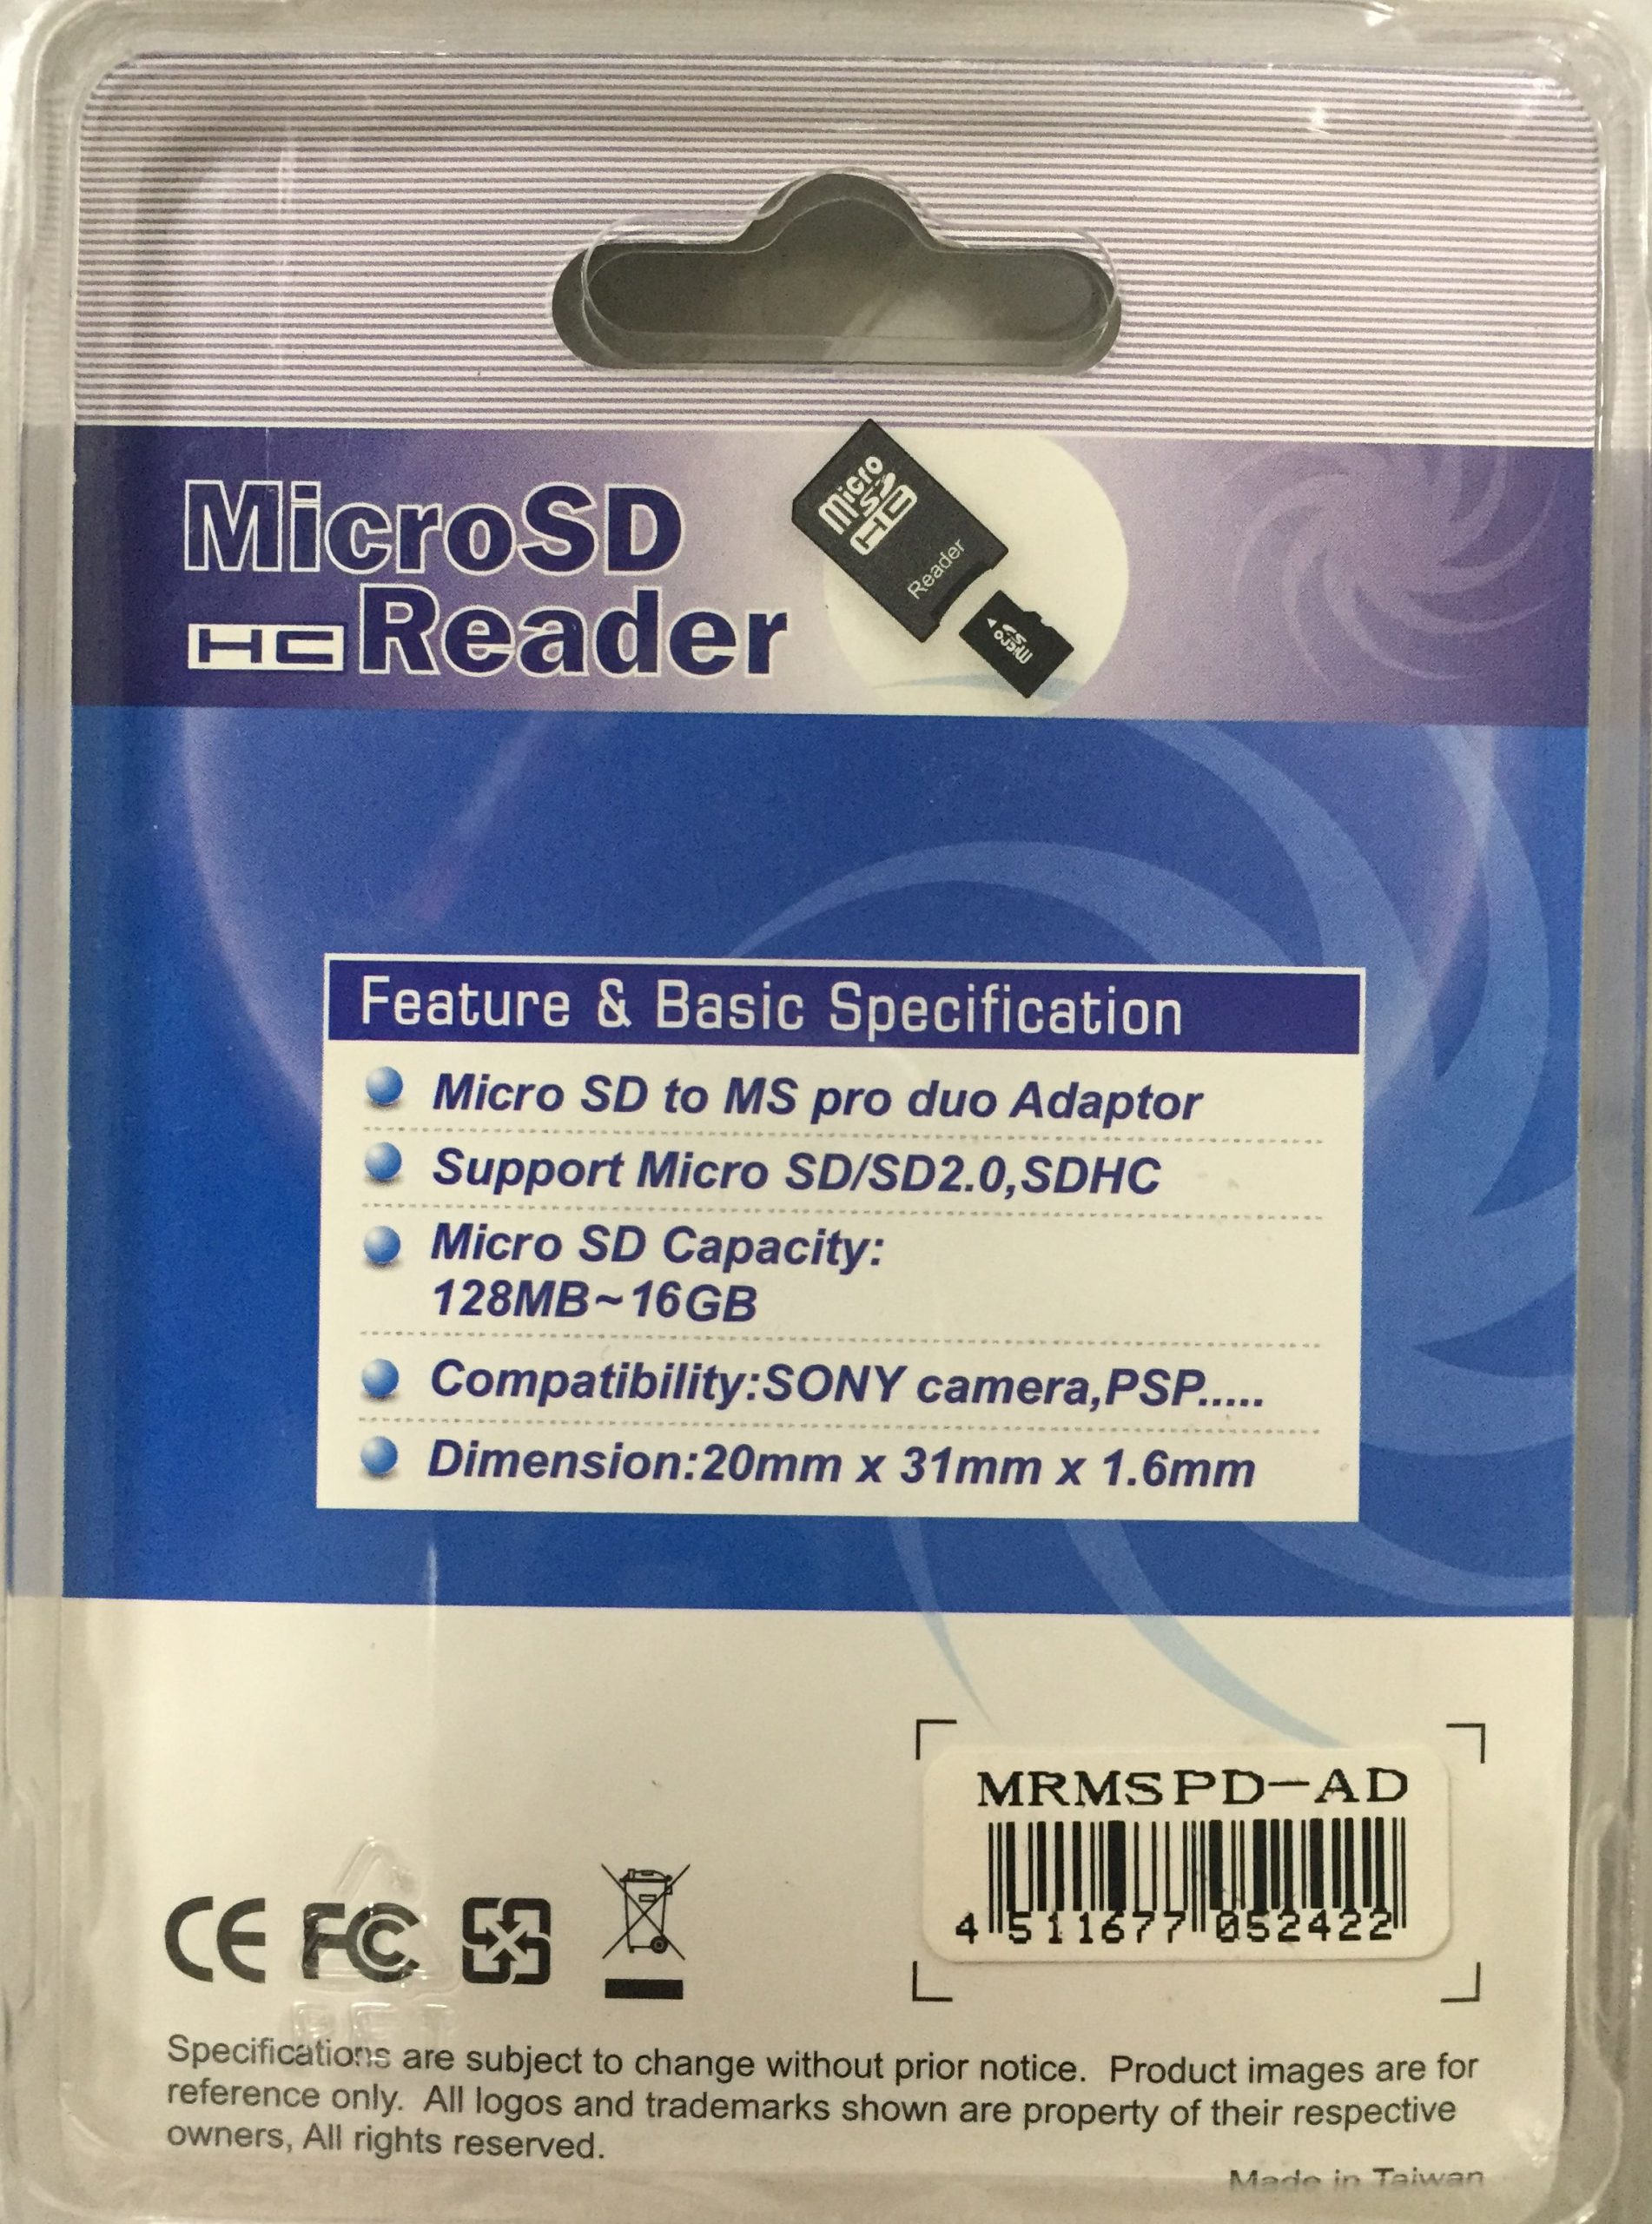 MicroSD
HC Reader
micro
SD
HC
Reader
Micro
SD
Feature & Basic Specification
Micro SD to MS pro duo Adaptor
Support Micro SD/SD2.0,SDHC
Micro SD Capacity:
128MB~16GB
Compatibility:SONY camera,PSP.....
Dimension:20mm x 31mm x 1.6mm
MRMSPD-AD
4 511677 052422
CE FC
PET
Specifications are subject to change without prior notice. Product images are for
reference only. All logos and trademarks shown are property of their respective
owners, All rights reserved.
Made in Taiwan